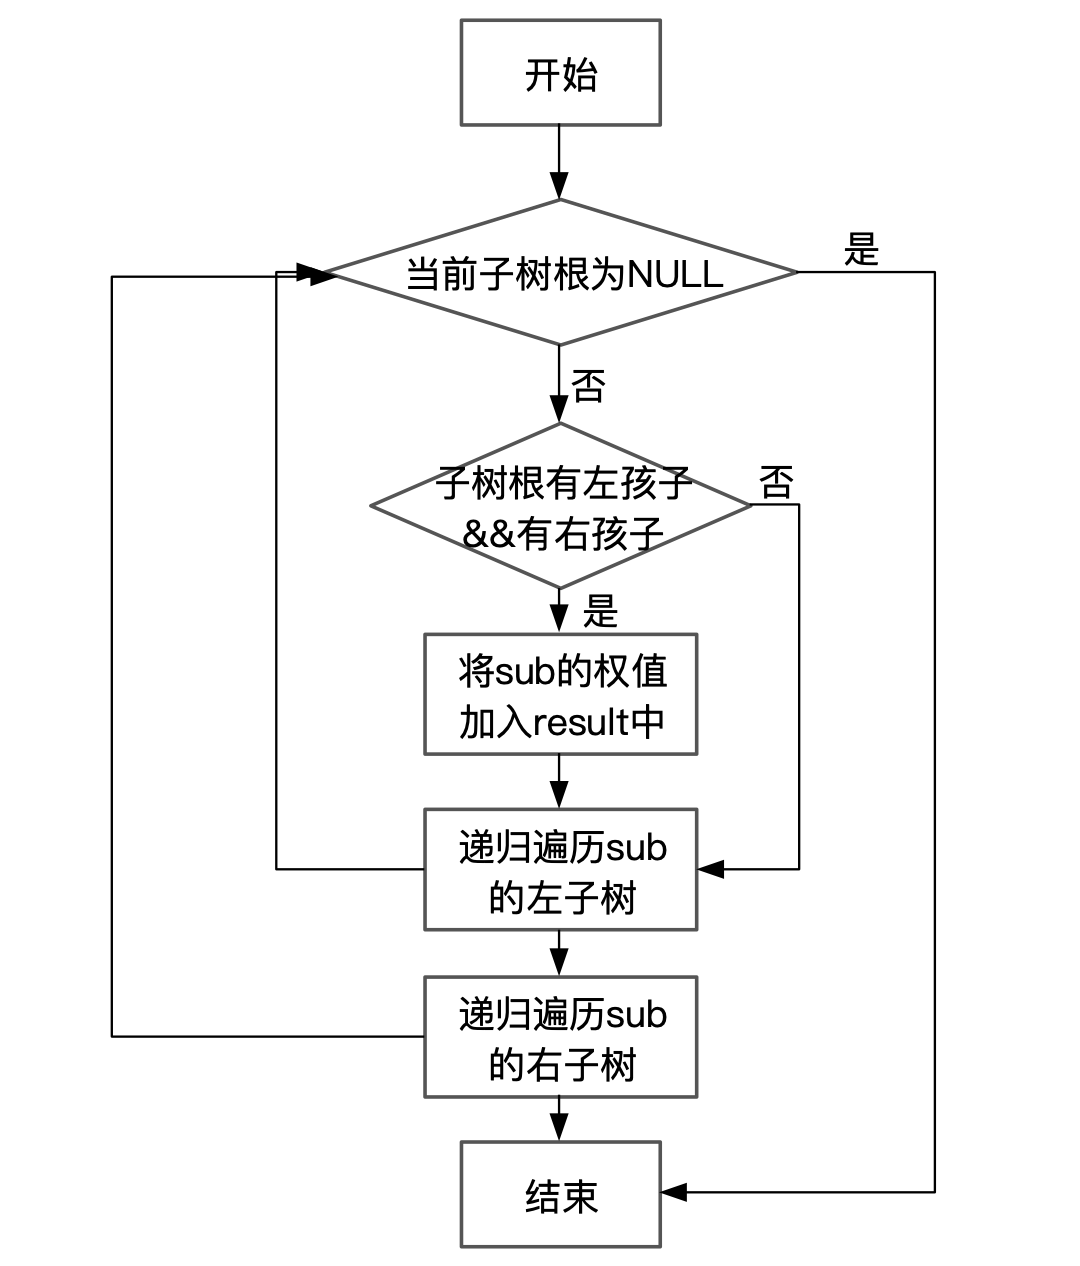 开始
当前子树根为NULL
是
否
子树根有左孩子
&&有右孩子
否
是
将sub的权值
加入result中
递归遍历sub
的左子树
递归遍历sub
的右子树
结束